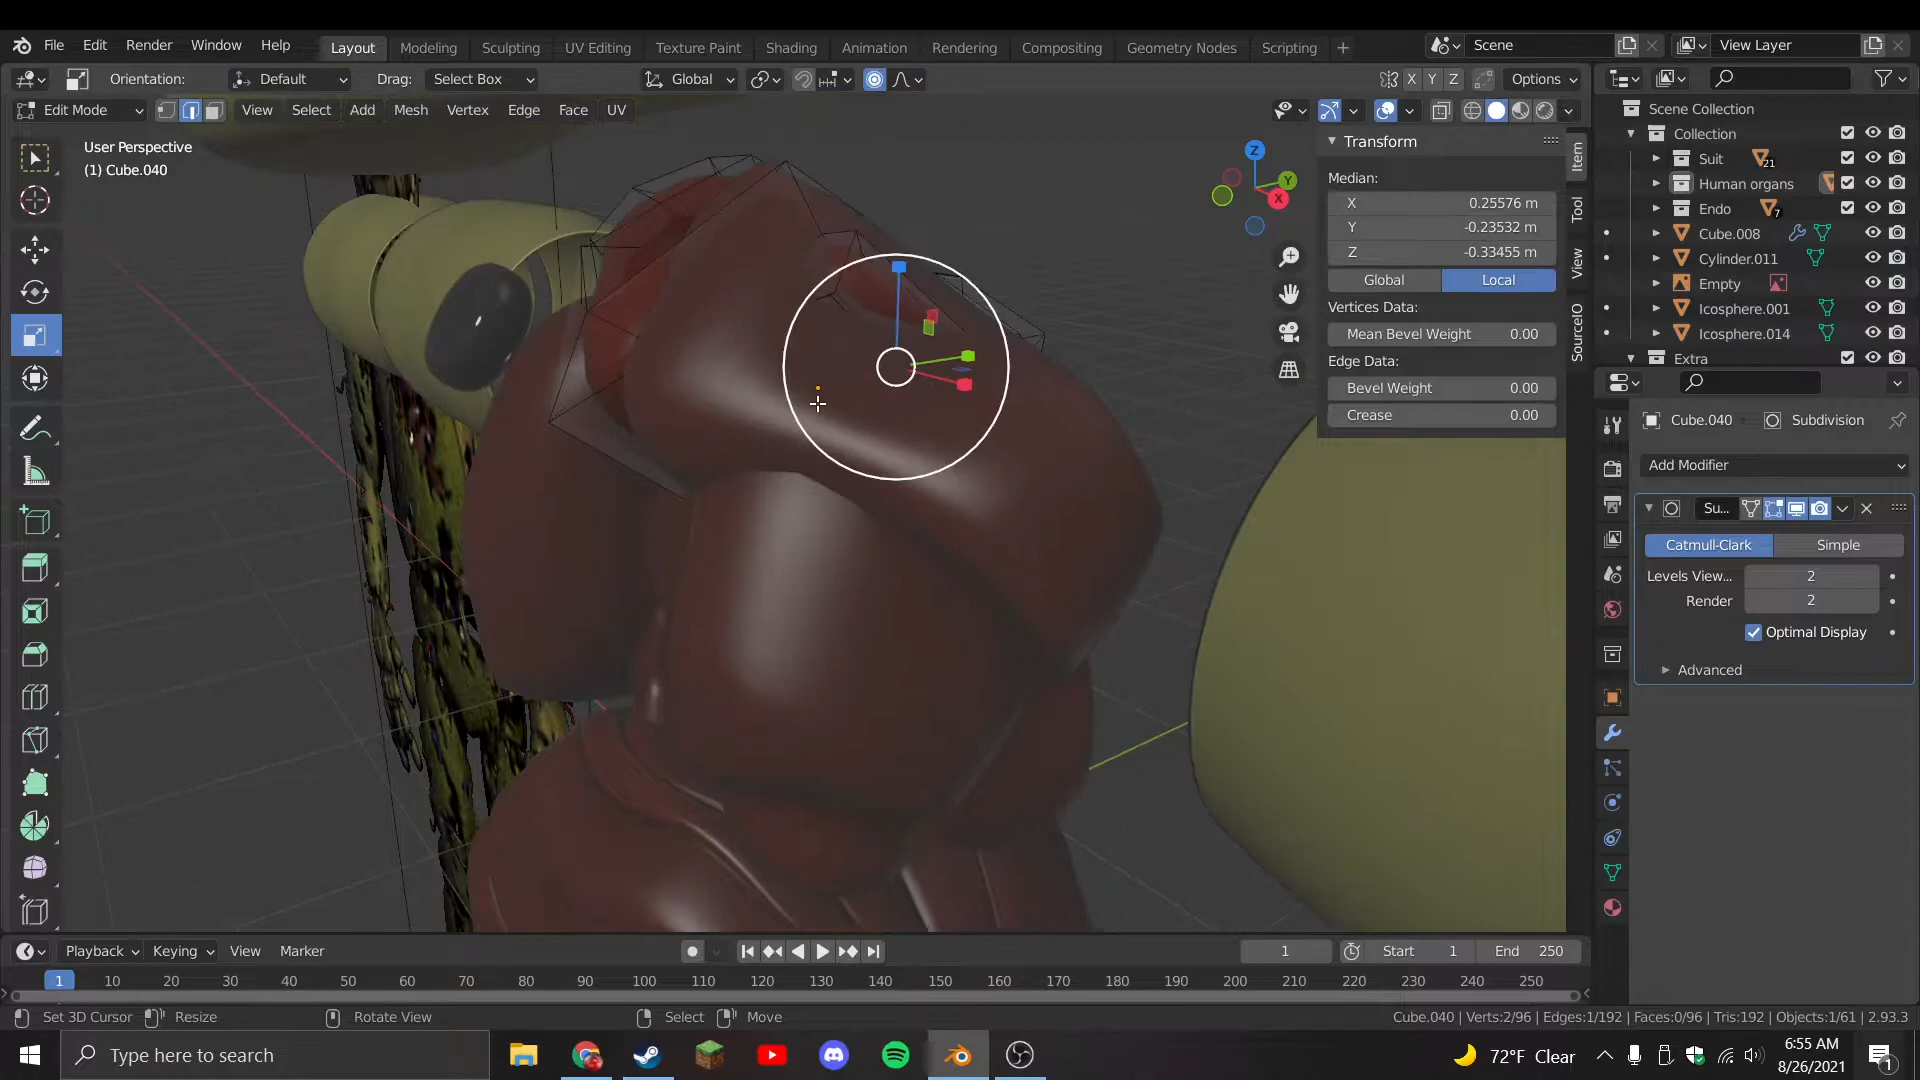 File Edit Render Window Help Layout Modeling Sculpting UV Editing Texture Paint Shading Animation Rendering Compositing Geometry Nodes Scripting Scene View Layer
Orientation: Default Drag: Select Box Global X Y Z Options
Edit Mode View Select Add Mesh Vertex Edge Face UV
User Perspective
(1) Cube.040
Z
Y
X
Transform
Median:
X 0.25576 m
Y -0.23532 m
Z -0.33455 m
Global Local
Vertices Data:
Mean Bevel Weight 0.00
Edge Data:
Bevel Weight 0.00
Crease 0.00
Item
Tool
View
SourceIO
Scene Collection
Collection
Suit 21
Human organs
Endo 7
Cube.008
Cylinder.011
Empty
Icosphere.001
Icosphere.014
Extra
Cube.040 Subdivision
Add Modifier
Su...
Catmull-Clark Simple
Levels View... 2
Render 2
Optimal Display
Advanced
Playback Keying View Marker 1 Start 1 End 250
1 10 20 30 40 50 60 70 80 90 100 110 120 130 140 150 160 170 180 190 200 210 220 230 240 250
Set 3D Cursor Resize Rotate View Select Move Cube.040 | Verts:2/96 | Edges:1/192 | Faces:0/96 | Tris:192 | Objects:1/61 | 2.93.3
Type here to search 72°F Clear 6:55 AM
8/26/2021 1